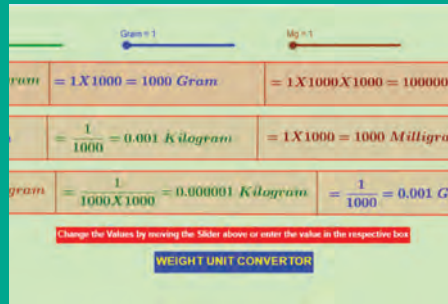 Gram = 1 Mg = 1
ram = 1X1000 = 1000 Gram = 1X1000X1000 = 100000
= 1/1000 = 0.001 Kilogram = 1X1000 = 1000 Milligra
gram = 1/1000X1000 = 0.000001 Kilogram = 1/1000 = 0.001 G
Change the Values by moving the Slider above or enter the value in the respective box
WEIGHT UNIT CONVERTOR